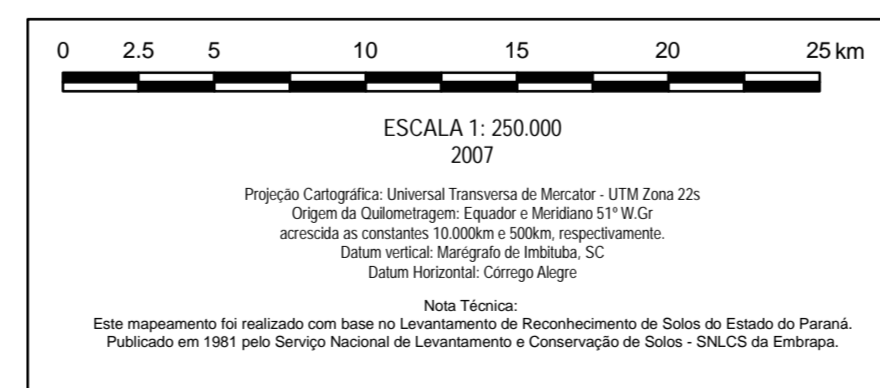 0 2.5 5 10 15 20 25 km
ESCALA 1: 250.000
2007
Projeção Cartográfica: Universal Transversa de Mercator - UTM Zona 22s
Origem da Quilometragem: Equador e Meridiano 51º W.Gr
acrescida as constantes 10.000km e 500km, respectivamente.
Datum vertical: Marégrafo de Imbituba, SC
Datum Horizontal: Córrego Alegre
Nota Técnica:
Este mapeamento foi realizado com base no Levantamento de Reconhecimento de Solos do Estado do Paraná.
Publicado em 1981 pelo Serviço Nacional de Levantamento e Conservação de Solos - SNLCS da Embrapa.